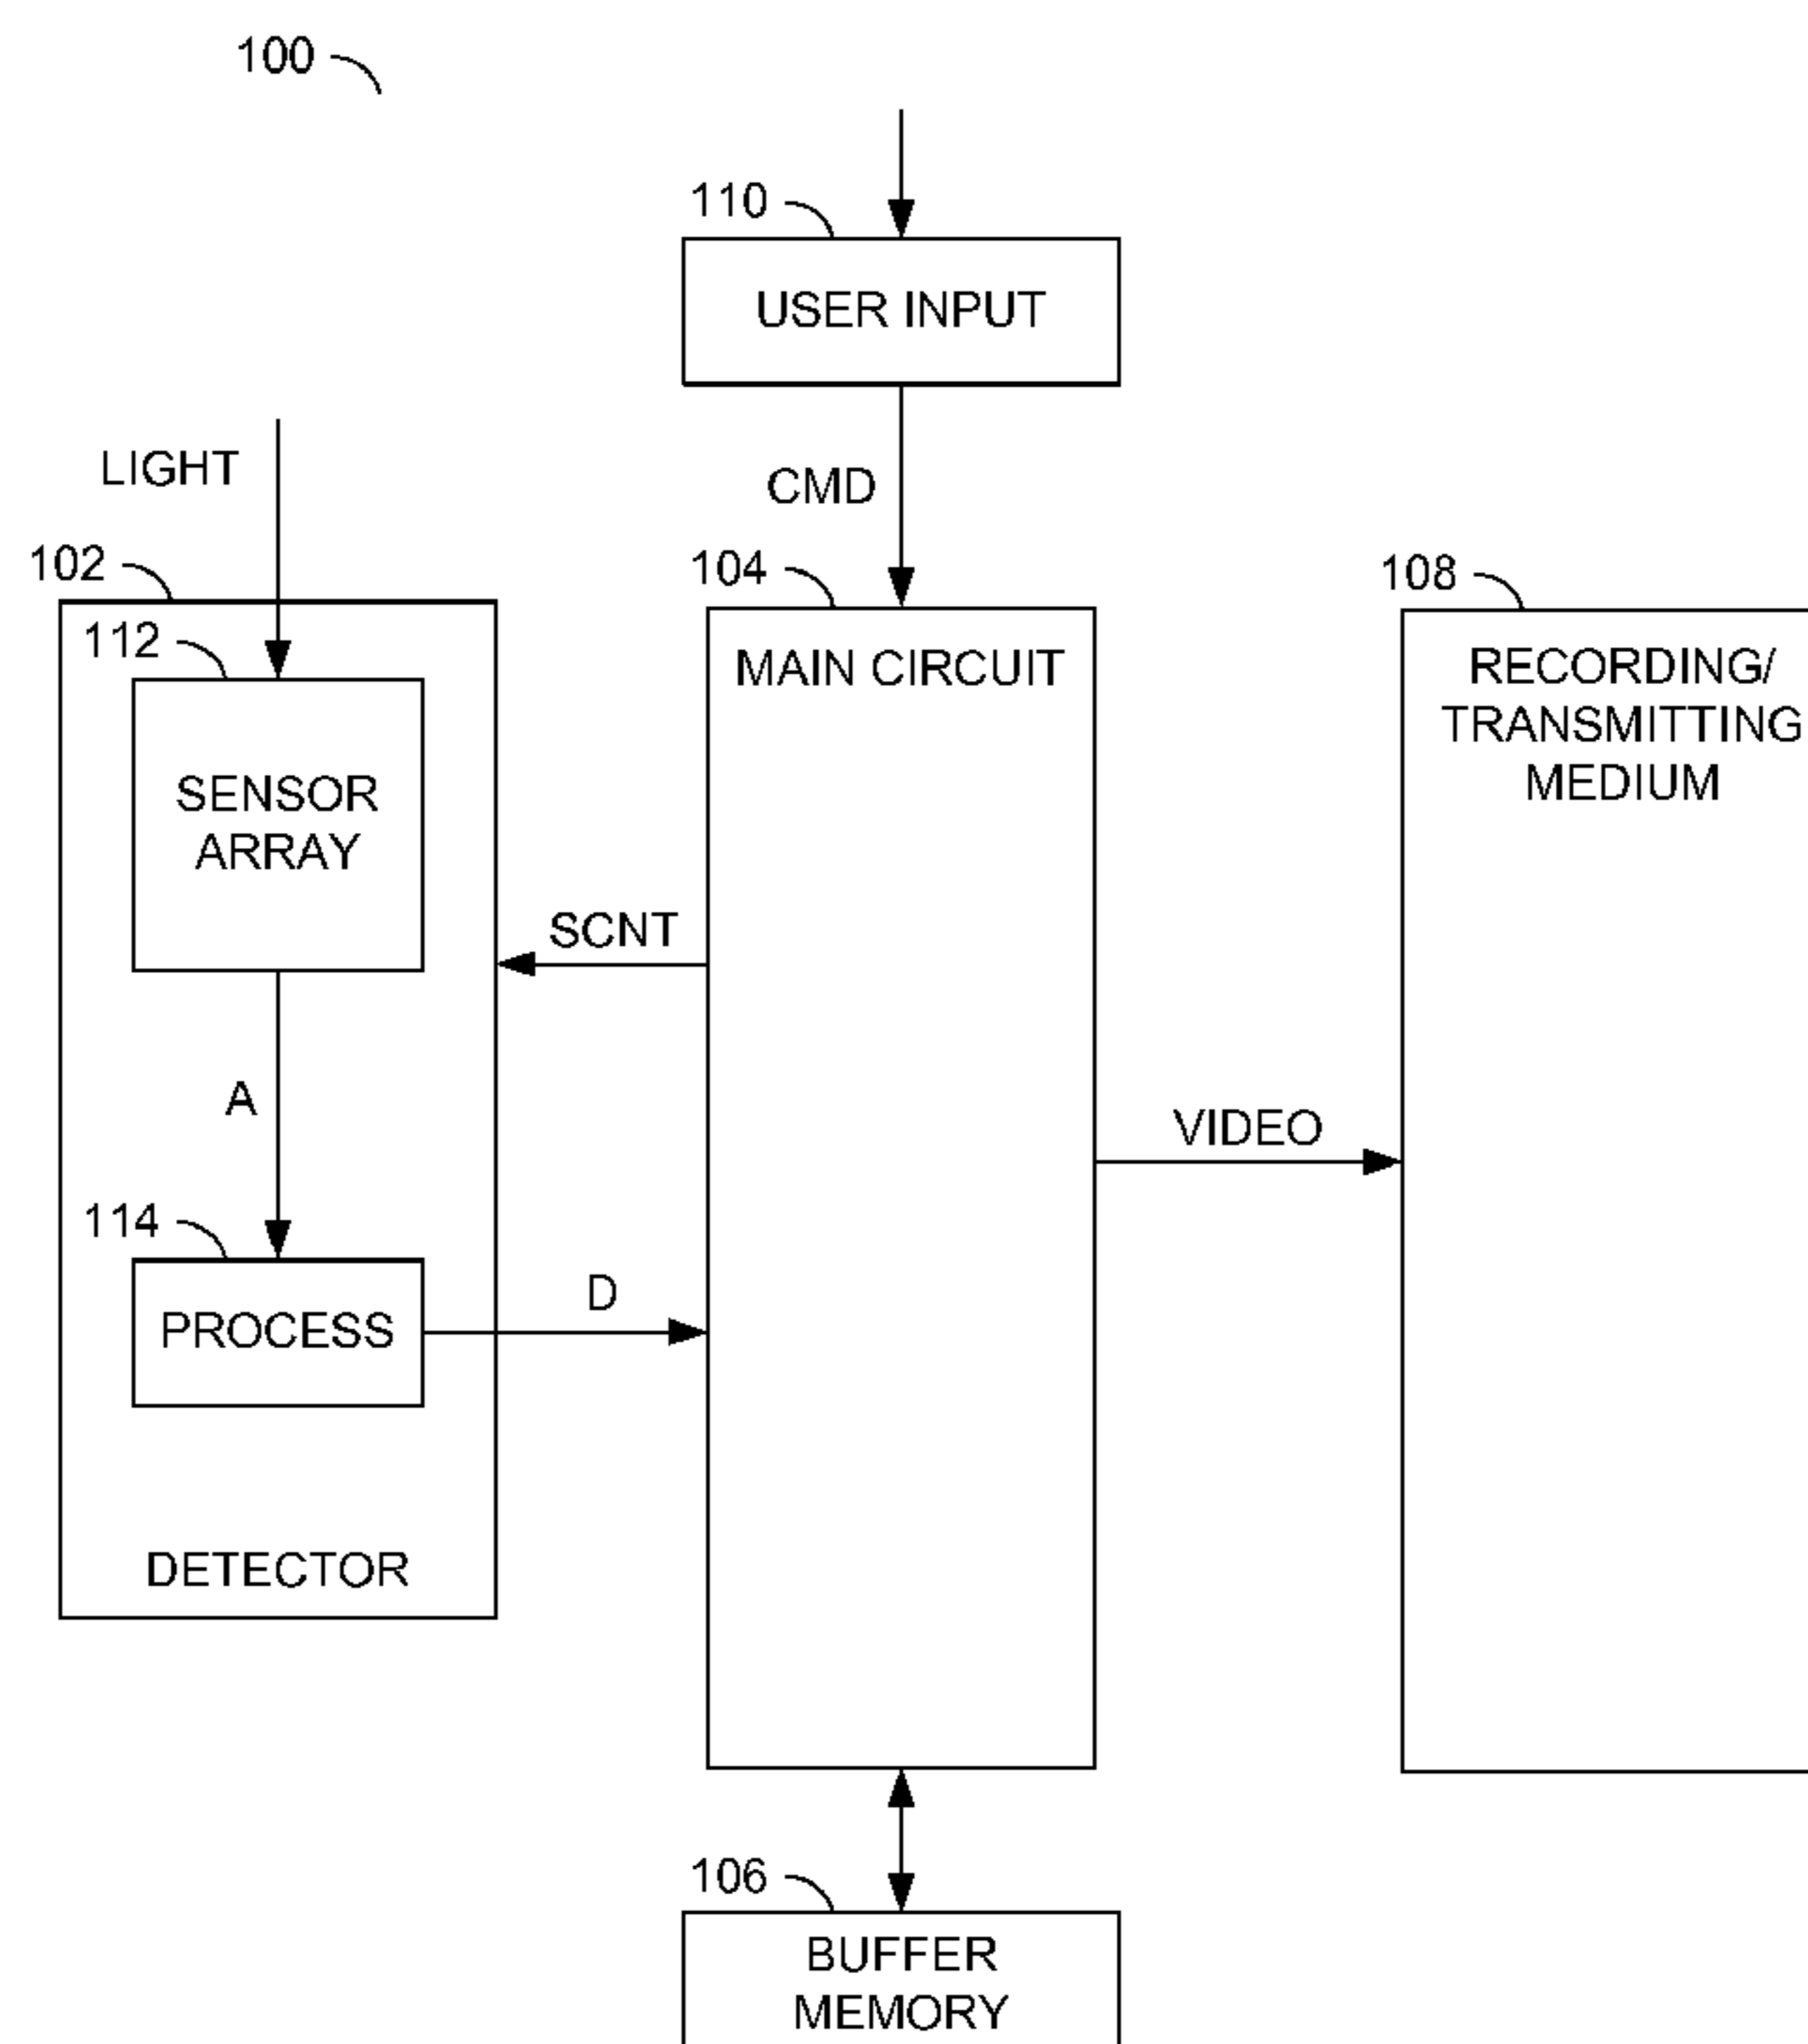 100
110
USER INPUT
LIGHT
CMD
102
104
108
112
MAIN CIRCUIT
RECORDING/
TRANSMITTING
MEDIUM
SENSOR
ARRAY
SCNT
A
VIDEO
114
D
PROCESS
DETECTOR
106
BUFFER
MEMORY